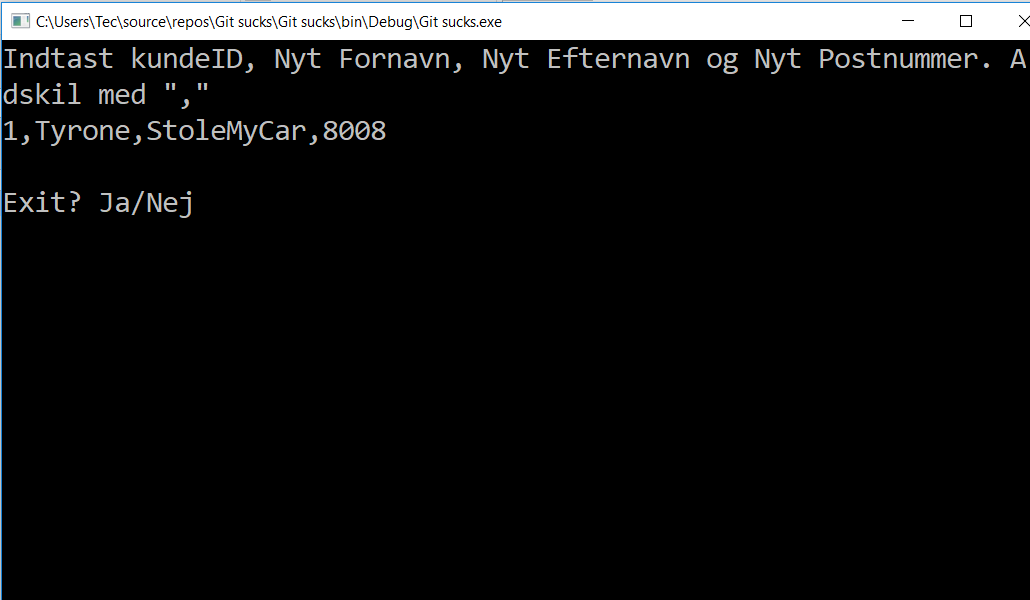 C:\Users\Tec\source\repos\Git sucks\Git sucks\bin\Debug\Git sucks.exe
Indtast kundeID, Nyt Fornavn, Nyt Efternavn og Nyt Postnummer. A
dskil med ","
1,Tyrone,StoleMyCar,8008
Exit? Ja/Nej